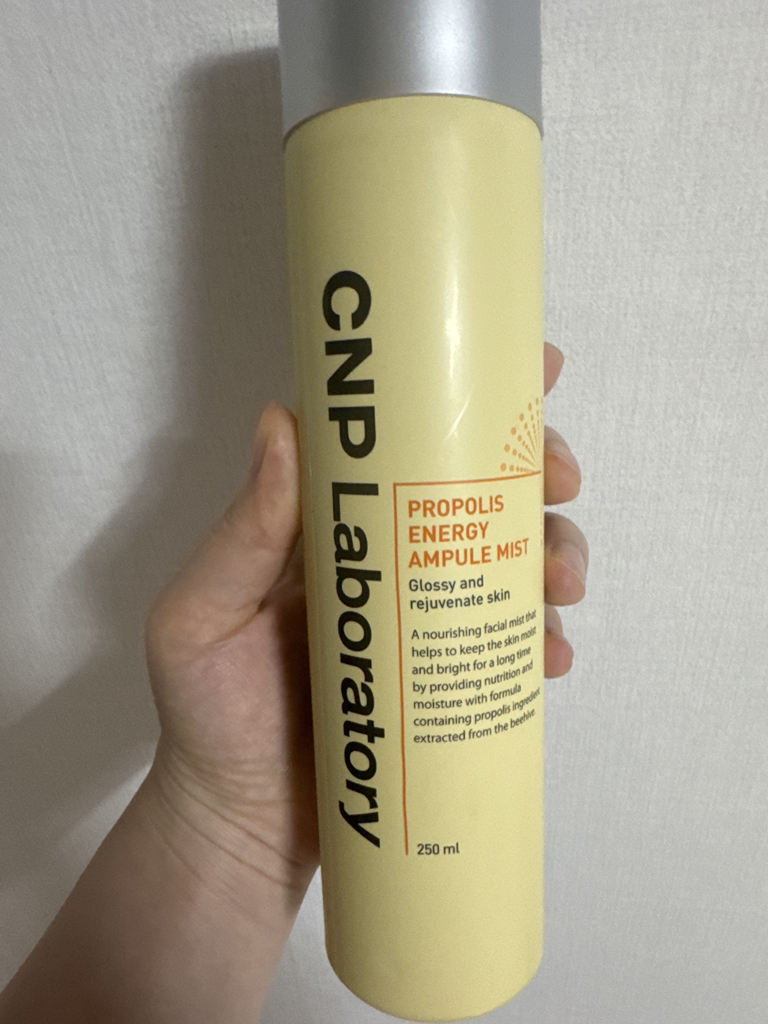 CNP Laboratory
PROPOLIS
ENERGY
AMPULE MIST
Glossy and
rejuvenate skin
A nourishing facial mist that
helps to keep the skin moist
and bright for a long time
by providing nutrition and
moisture with formula
containing propolis ingredient
extracted from the beehive.
250 ml